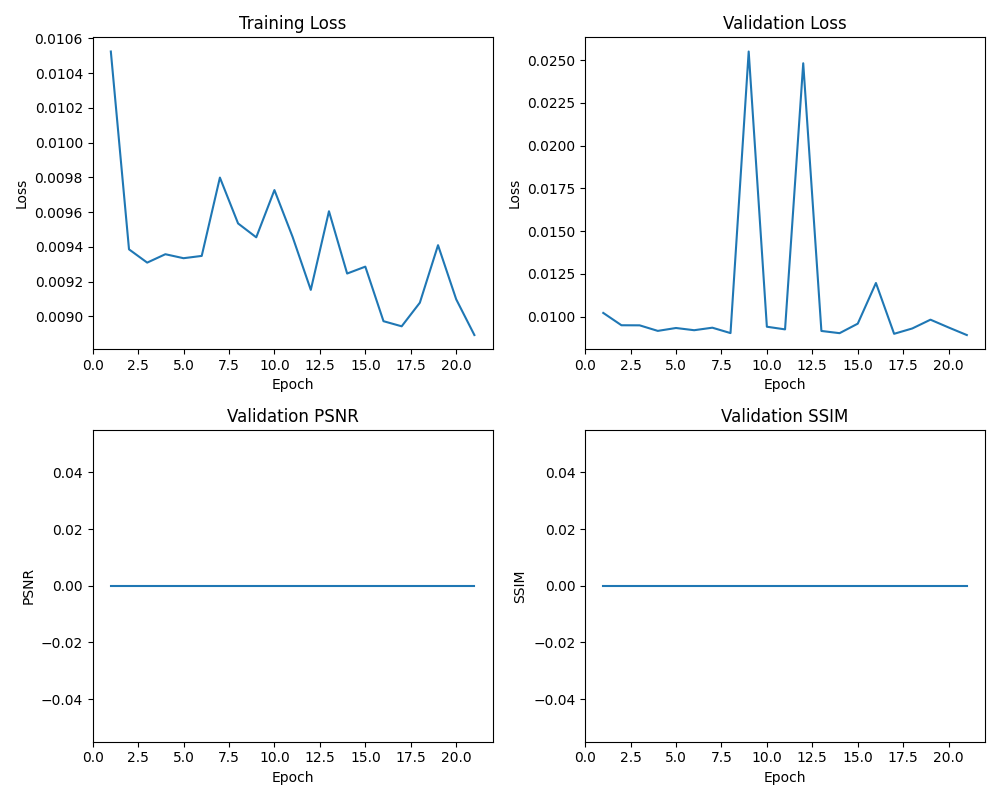 Training Loss
0.0106
0.0104
0.0102
0.0100
0.0098
0.0096
0.0094
0.0092
0.0090
Loss
0.0 2.5 5.0 7.5 10.0 12.5 15.0 17.5 20.0
Epoch
Validation Loss
0.0250
0.0225
0.0200
0.0175
0.0150
0.0125
0.0100
Loss
0.0 2.5 5.0 7.5 10.0 12.5 15.0 17.5 20.0
Epoch
Validation PSNR
0.04
0.02
0.00
−0.02
−0.04
PSNR
0.0 2.5 5.0 7.5 10.0 12.5 15.0 17.5 20.0
Epoch
Validation SSIM
0.04
0.02
0.00
−0.02
−0.04
SSIM
0.0 2.5 5.0 7.5 10.0 12.5 15.0 17.5 20.0
Epoch